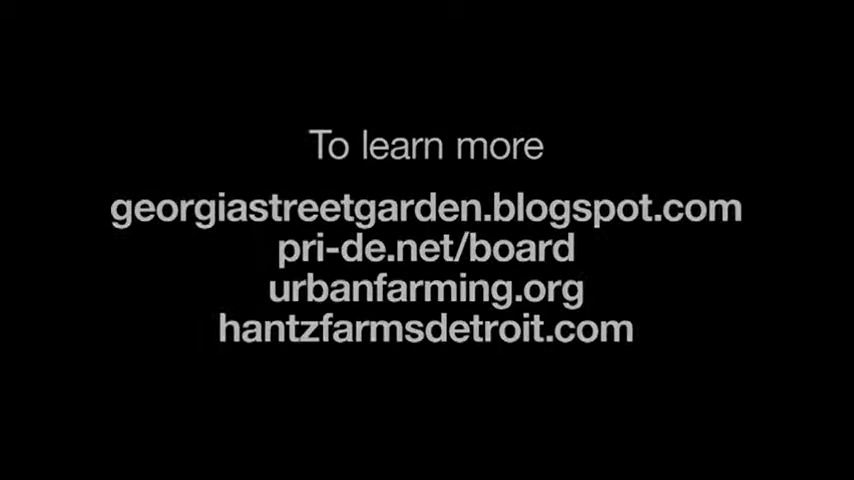 To learn more
georgiastreetgarden.blogspot.com
pri-de.net/board
urbanfarming.org
hantzfarmsdetroit.com